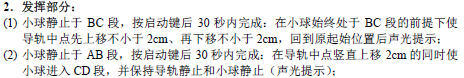 2．发挥部分：
(1) 小球静止于 BC 段，按启动键后 30 秒内完成：在小球始终处于 BC 段的前提下使
导轨中点先上移不小于 2cm、再下移不小于 2cm，回到原起始位置后声光提示；
(2) 小球静止于 AB 段，按启动键后 30 秒内完成：在导轨中点竖直上移 2cm 的同时使
小球进入 CD 段，并保持导轨静止和小球静止（声光提示）；